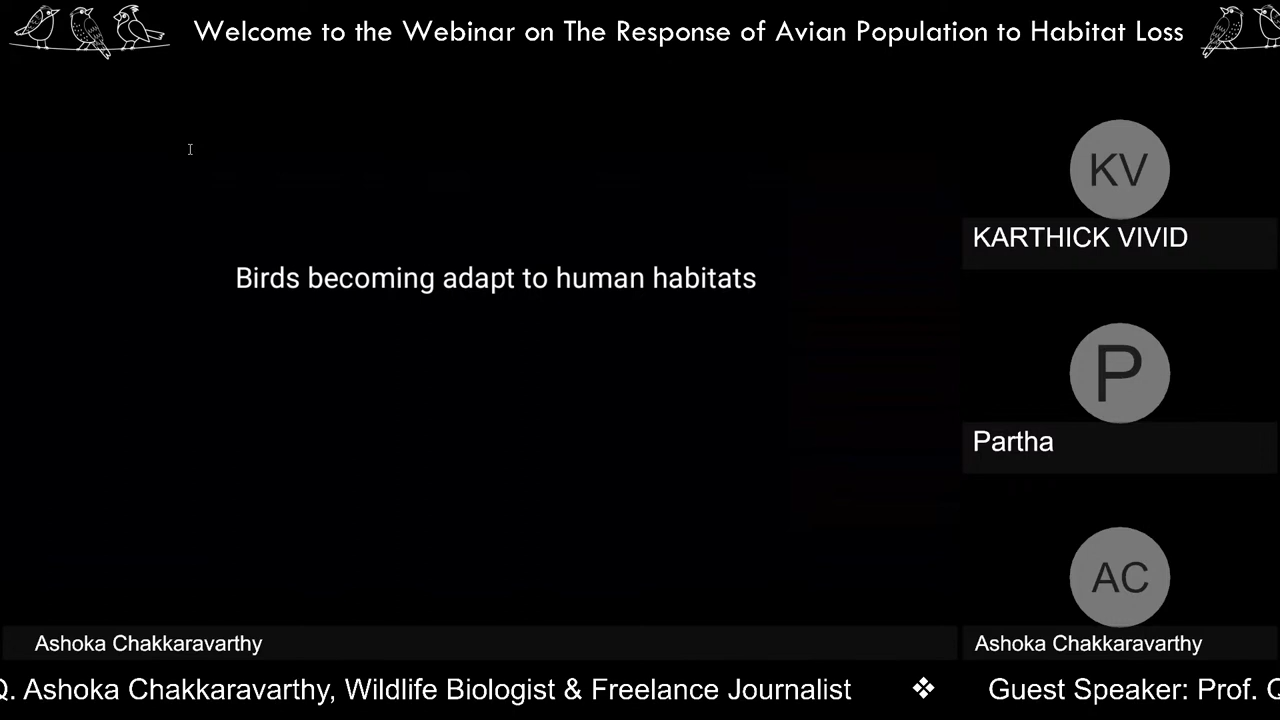 Welcome to the Webinar on The Response of Avian Population to Habitat Loss
KV
KARTHICK VIVID
Birds becoming adapt to human habitats
P
Partha
AC
Ashoka Chakkaravarthy
Ashoka Chakkaravarthy
Q. Ashoka Chakkaravarthy, Wildlife Biologist & Freelance Journalist ❖ Guest Speaker: Prof. Q